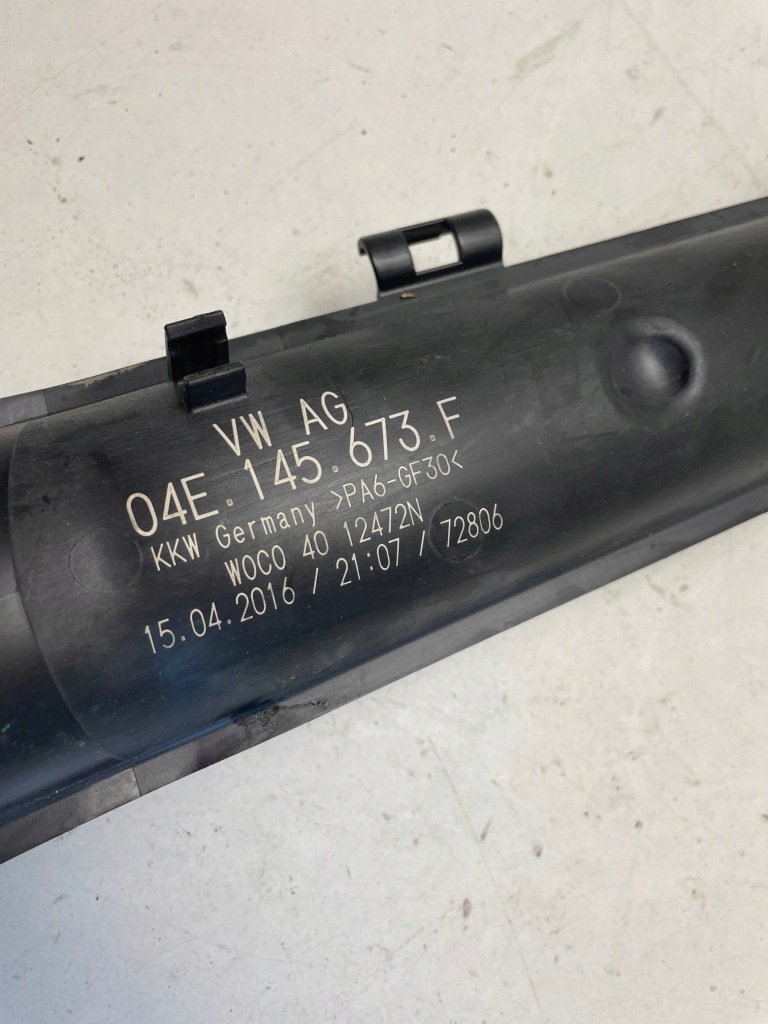 VW AG
04E.145.673.F
KKW Germany >PA6-GF30<
WOCO 40 12472N
15.04.2016 / 21:07 / 72806